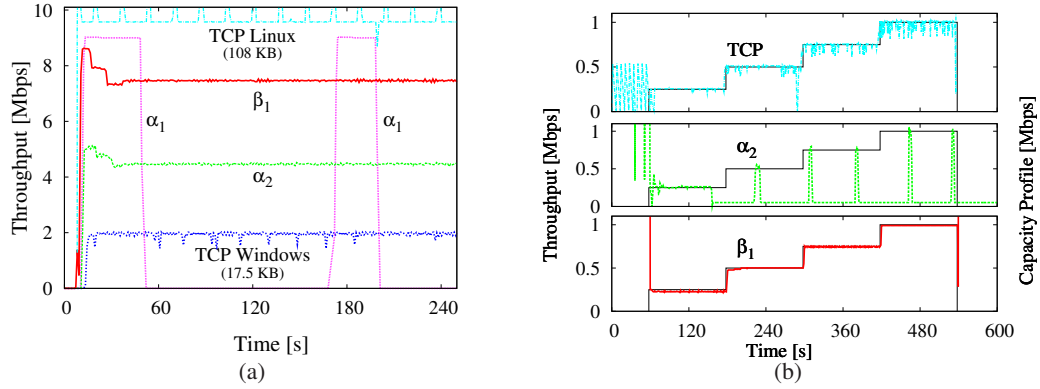 10
8
6
4
2
0
Throughput [Mbps]
TCP Linux
(108 KB)
β1
α1
α1
α2
TCP Windows
(17.5 KB)
0 60 120 180 240
Time [s]
(a)
1
0.5
0
TCP
1
0.5
0
α2
1
0.5
0
β1
Throughput [Mbps]
Capacity Profile [Mbps]
0 120 240 360 480 600
Time [s]
(b)